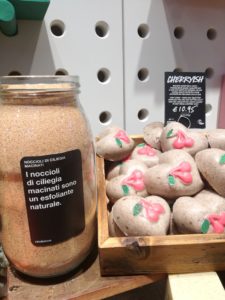 NOCCIOLI DI CILIEGIA
MACINATI
I noccioli
di ciliegia
macinati sono
un esfoliante
naturale.
CHERRYISH
€10,95